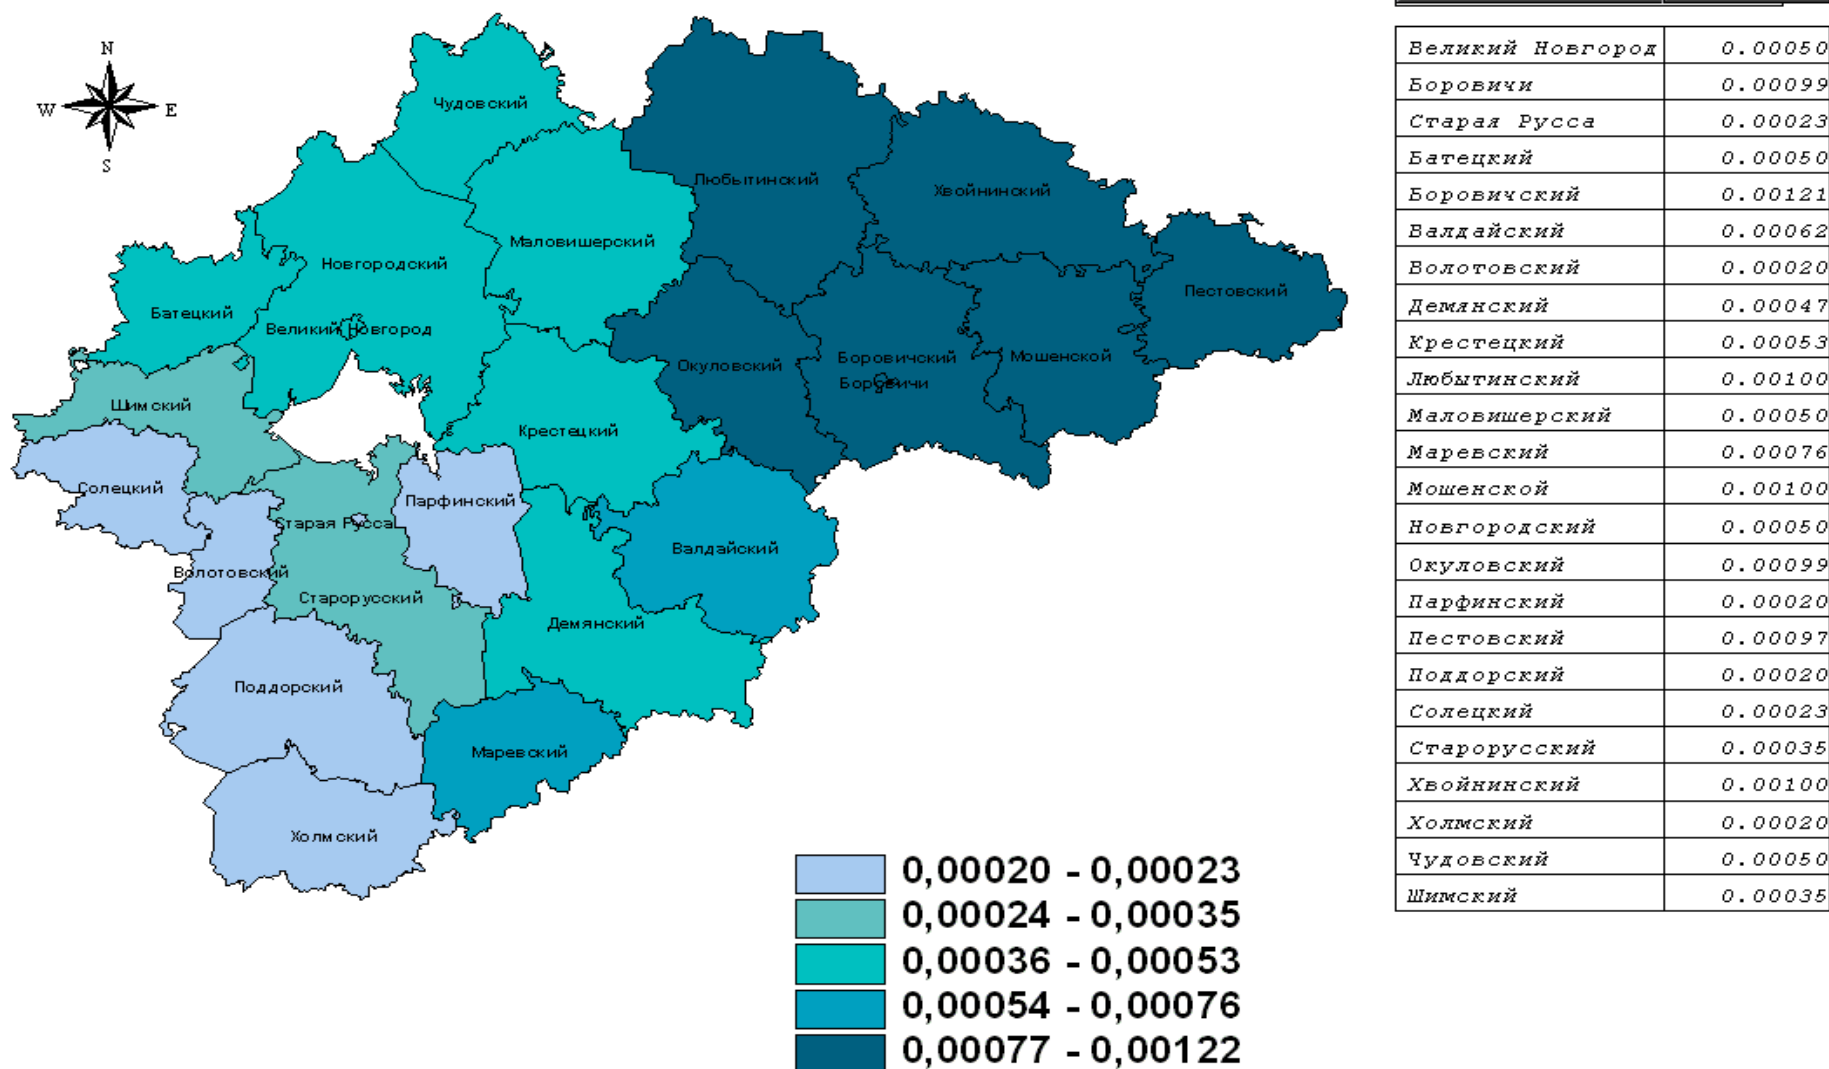 N
W E
S
Чудовский
Любытинский
Хвойнинский
Маловишерский
Новгородский
Пестовский
Батецкий
Великий Новгород
Боровичский
Мошенской
Окуловский
Боровичи
Шимский
Крестецкий
Солецкий
Парфинский
Старая Русса
Валдайский
Волотовский
Старорусский
Демянский
Поддорский
Маревский
Холмский
0,00020 - 0,00023
0,00024 - 0,00035
0,00036 - 0,00053
0,00054 - 0,00076
0,00077 - 0,00122
Великий Новгород 0.00050
Боровичи 0.00099
Старая Русса 0.00023
Батецкий 0.00050
Боровичский 0.00121
Валдайский 0.00062
Волотовский 0.00020
Демянский 0.00047
Крестецкий 0.00053
Любытинский 0.00100
Маловишерский 0.00050
Маревский 0.00076
Мошенской 0.00100
Новгородский 0.00050
Окуловский 0.00099
Парфинский 0.00020
Пестовский 0.00097
Поддорский 0.00020
Солецкий 0.00023
Старорусский 0.00035
Хвойнинский 0.00100
Холмский 0.00020
Чудовский 0.00050
Шимский 0.00035